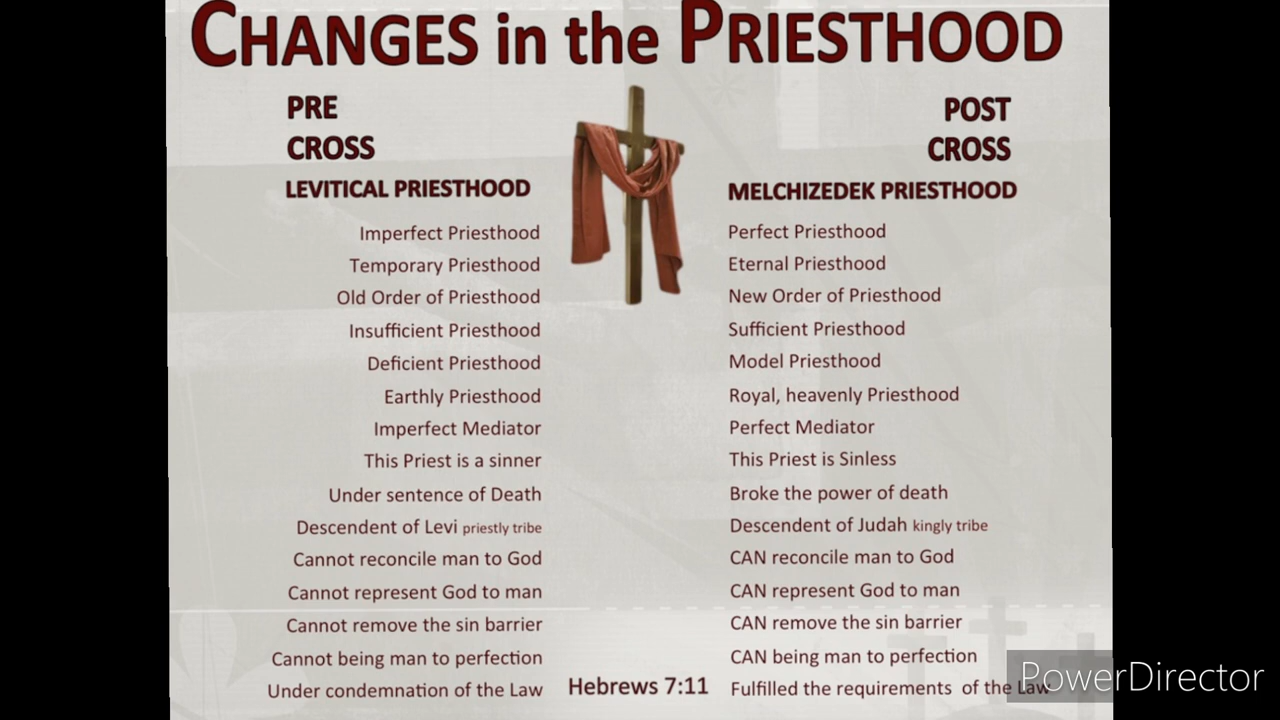 CHANGES in the PRIESTHOOD
PRE
CROSS
LEVITICAL PRIESTHOOD
Imperfect Priesthood
Temporary Priesthood
Old Order of Priesthood
Insufficient Priesthood
Deficient Priesthood
Earthly Priesthood
Imperfect Mediator
This Priest is a sinner
Under sentence of Death
Descendent of Levi priestly tribe
Cannot reconcile man to God
Cannot represent God to man
Cannot remove the sin barrier
Cannot being man to perfection
Under condemnation of the Law
POST
CROSS
MELCHIZEDEK PRIESTHOOD
Perfect Priesthood
Eternal Priesthood
New Order of Priesthood
Sufficient Priesthood
Model Priesthood
Royal, heavenly Priesthood
Perfect Mediator
This Priest is Sinless
Broke the power of death
Descendent of Judah kingly tribe
CAN reconcile man to God
CAN represent God to man
CAN remove the sin barrier
CAN being man to perfection
Fulfilled the requirements of the Law
Hebrews 7:11
PowerDirector